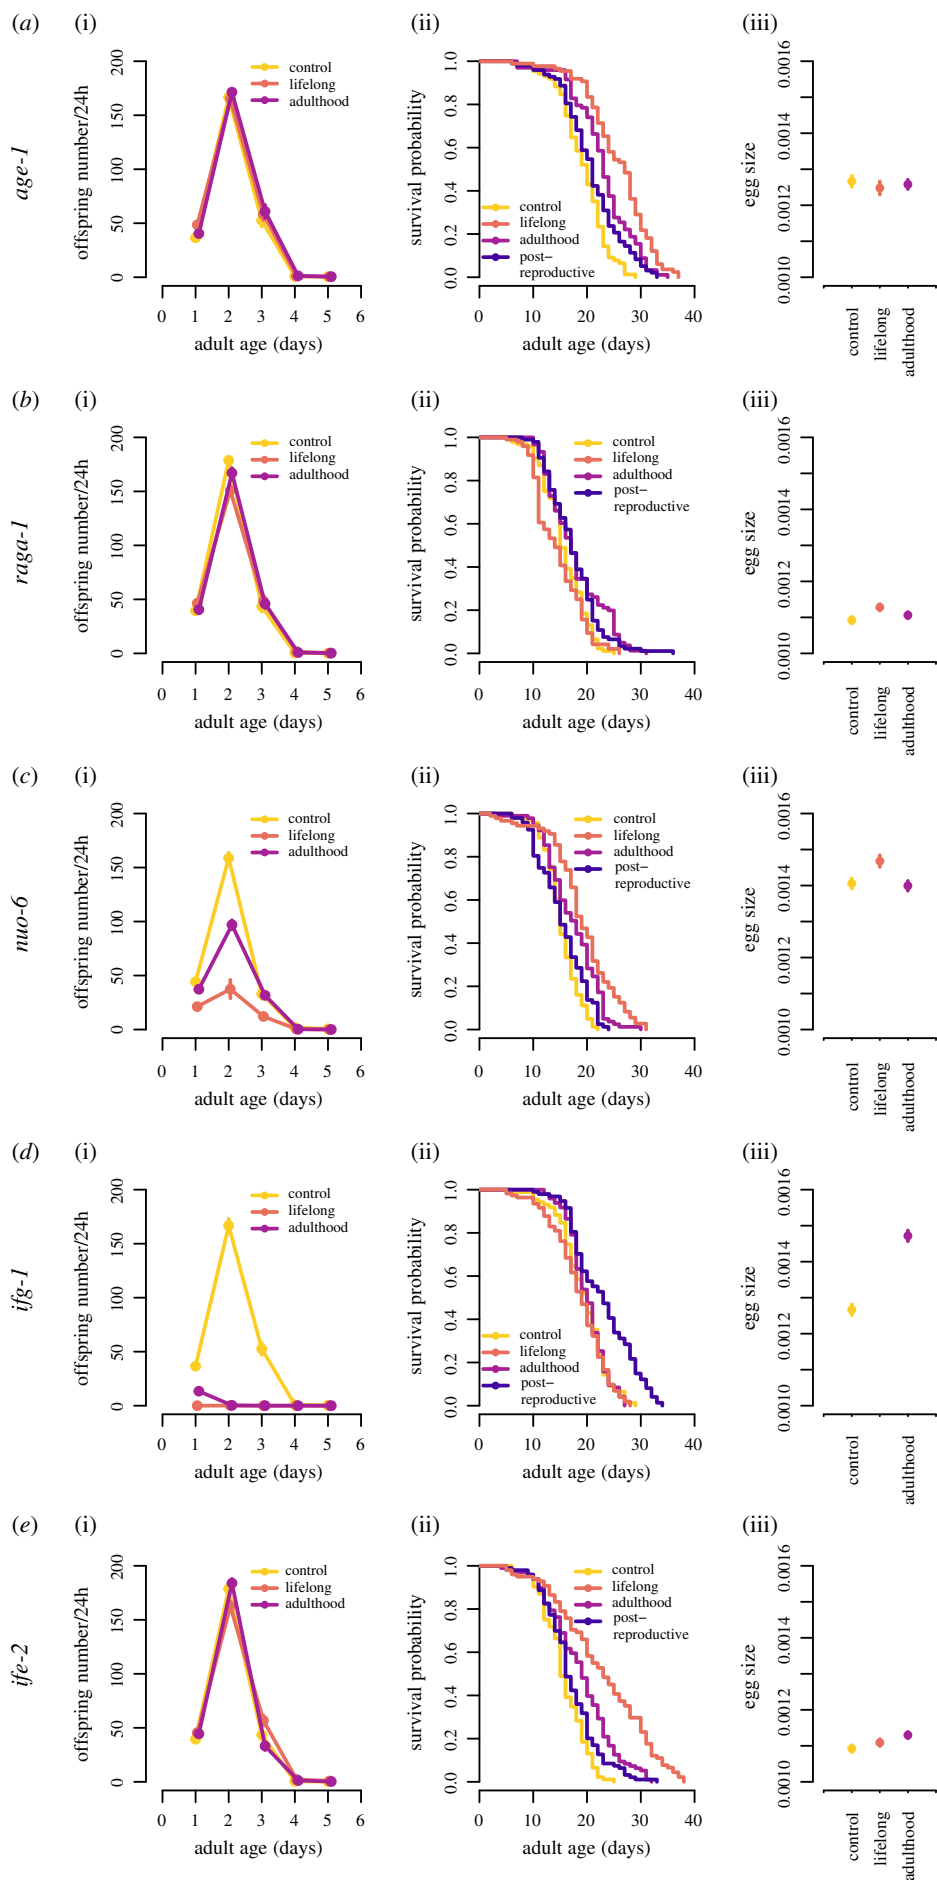 (a) (i) (ii) (iii)
age-1
offspring number/24h
200
150
100
50
0
control
lifelong
adulthood
0 1 2 3 4 5 6
adult age (days)
survival probability
1.0
0.8
0.6
0.4
0.2
0.0
control
lifelong
adulthood
post-
reproductive
0 10 20 30 40
adult age (days)
egg size
0.0016
0.0014
0.0012
0.0010
control
lifelong
adulthood
(b) (i) (ii) (iii)
raga-1
offspring number/24h
200
150
100
50
0
control
lifelong
adulthood
0 1 2 3 4 5 6
adult age (days)
survival probability
1.0
0.8
0.6
0.4
0.2
0.0
control
lifelong
adulthood
post-
reproductive
0 10 20 30 40
adult age (days)
egg size
0.0016
0.0014
0.0012
0.0010
control
lifelong
adulthood
(c) (i) (ii) (iii)
nuo-6
offspring number/24h
200
150
100
50
0
control
lifelong
adulthood
0 1 2 3 4 5 6
adult age (days)
survival probability
1.0
0.8
0.6
0.4
0.2
0.0
control
lifelong
adulthood
post-
reproductive
0 10 20 30 40
adult age (days)
egg size
0.0016
0.0014
0.0012
0.0010
control
lifelong
adulthood
(d) (i) (ii) (iii)
ifg-1
offspring number/24h
200
150
100
50
0
control
lifelong
adulthood
0 1 2 3 4 5 6
adult age (days)
survival probability
1.0
0.8
0.6
0.4
0.2
0.0
control
lifelong
adulthood
post-
reproductive
0 10 20 30 40
adult age (days)
egg size
0.0016
0.0014
0.0012
0.0010
control
adulthood
(e) (i) (ii) (iii)
ife-2
offspring number/24h
200
150
100
50
0
control
lifelong
adulthood
0 1 2 3 4 5 6
adult age (days)
survival probability
1.0
0.8
0.6
0.4
0.2
0.0
control
lifelong
adulthood
post-
reproductive
0 10 20 30 40
adult age (days)
egg size
0.0016
0.0014
0.0012
0.0010
control
lifelong
adulthood